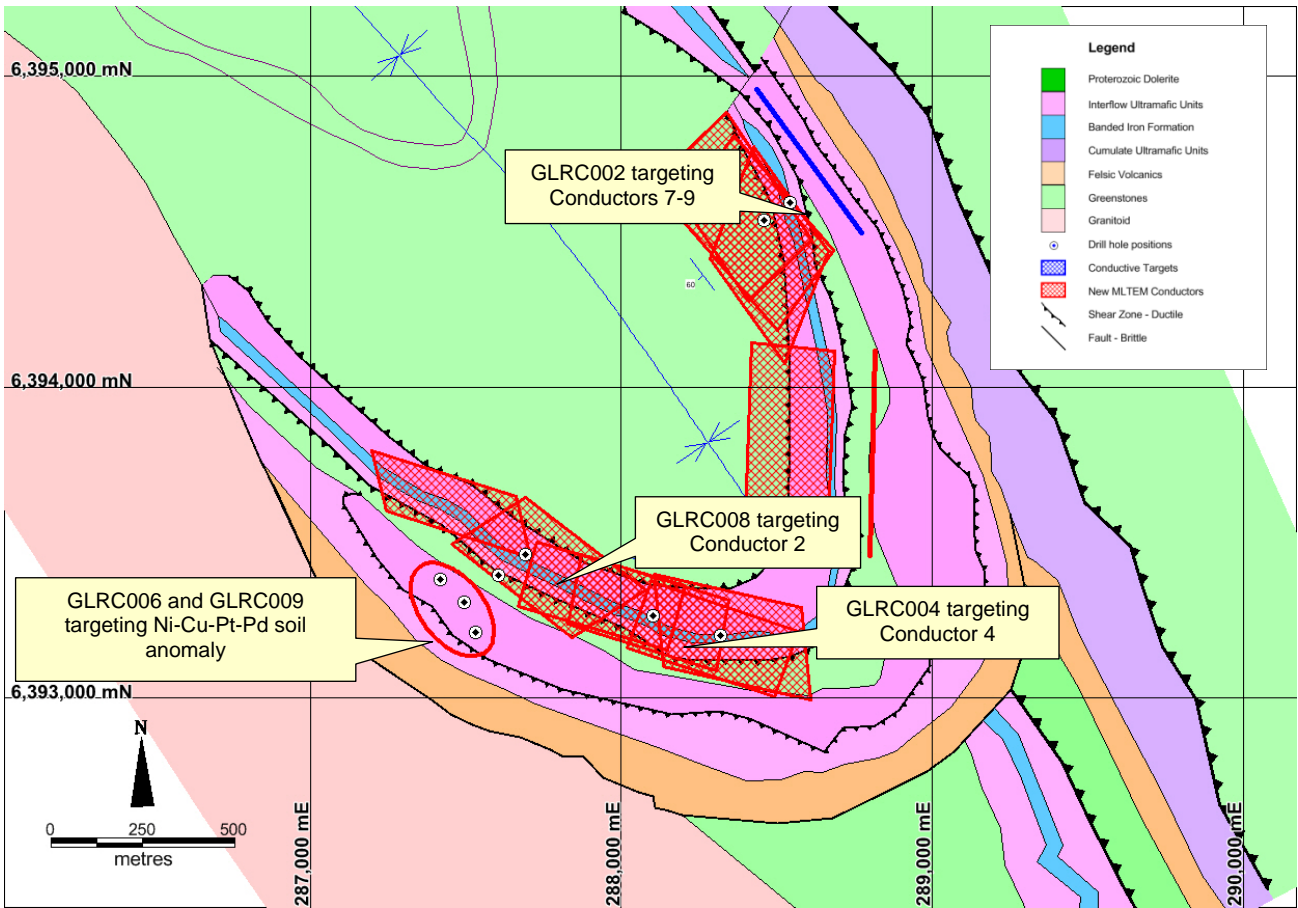 6,395,000 mN
Legend
Proterozoic Dolerite
Interflow Ultramafic Units
Banded Iron Formation
Cumulate Ultramafic Units
Felsic Volcanics
Greenstones
Granitoid
Drill hole positions
Conductive Targets
New MLTEM Conductors
Shear Zone - Ductile
Fault - Brittle
GLRC002 targeting
Conductors 7-9
60
6,394,000 mN
GLRC008 targeting
Conductor 2
GLRC006 and GLRC009
targeting Ni-Cu-Pt-Pd soil
anomaly
GLRC004 targeting
Conductor 4
6,393,000 mN
N
0 250 500
metres
287,000 mE
288,000 mE
289,000 mE
290,000 mE